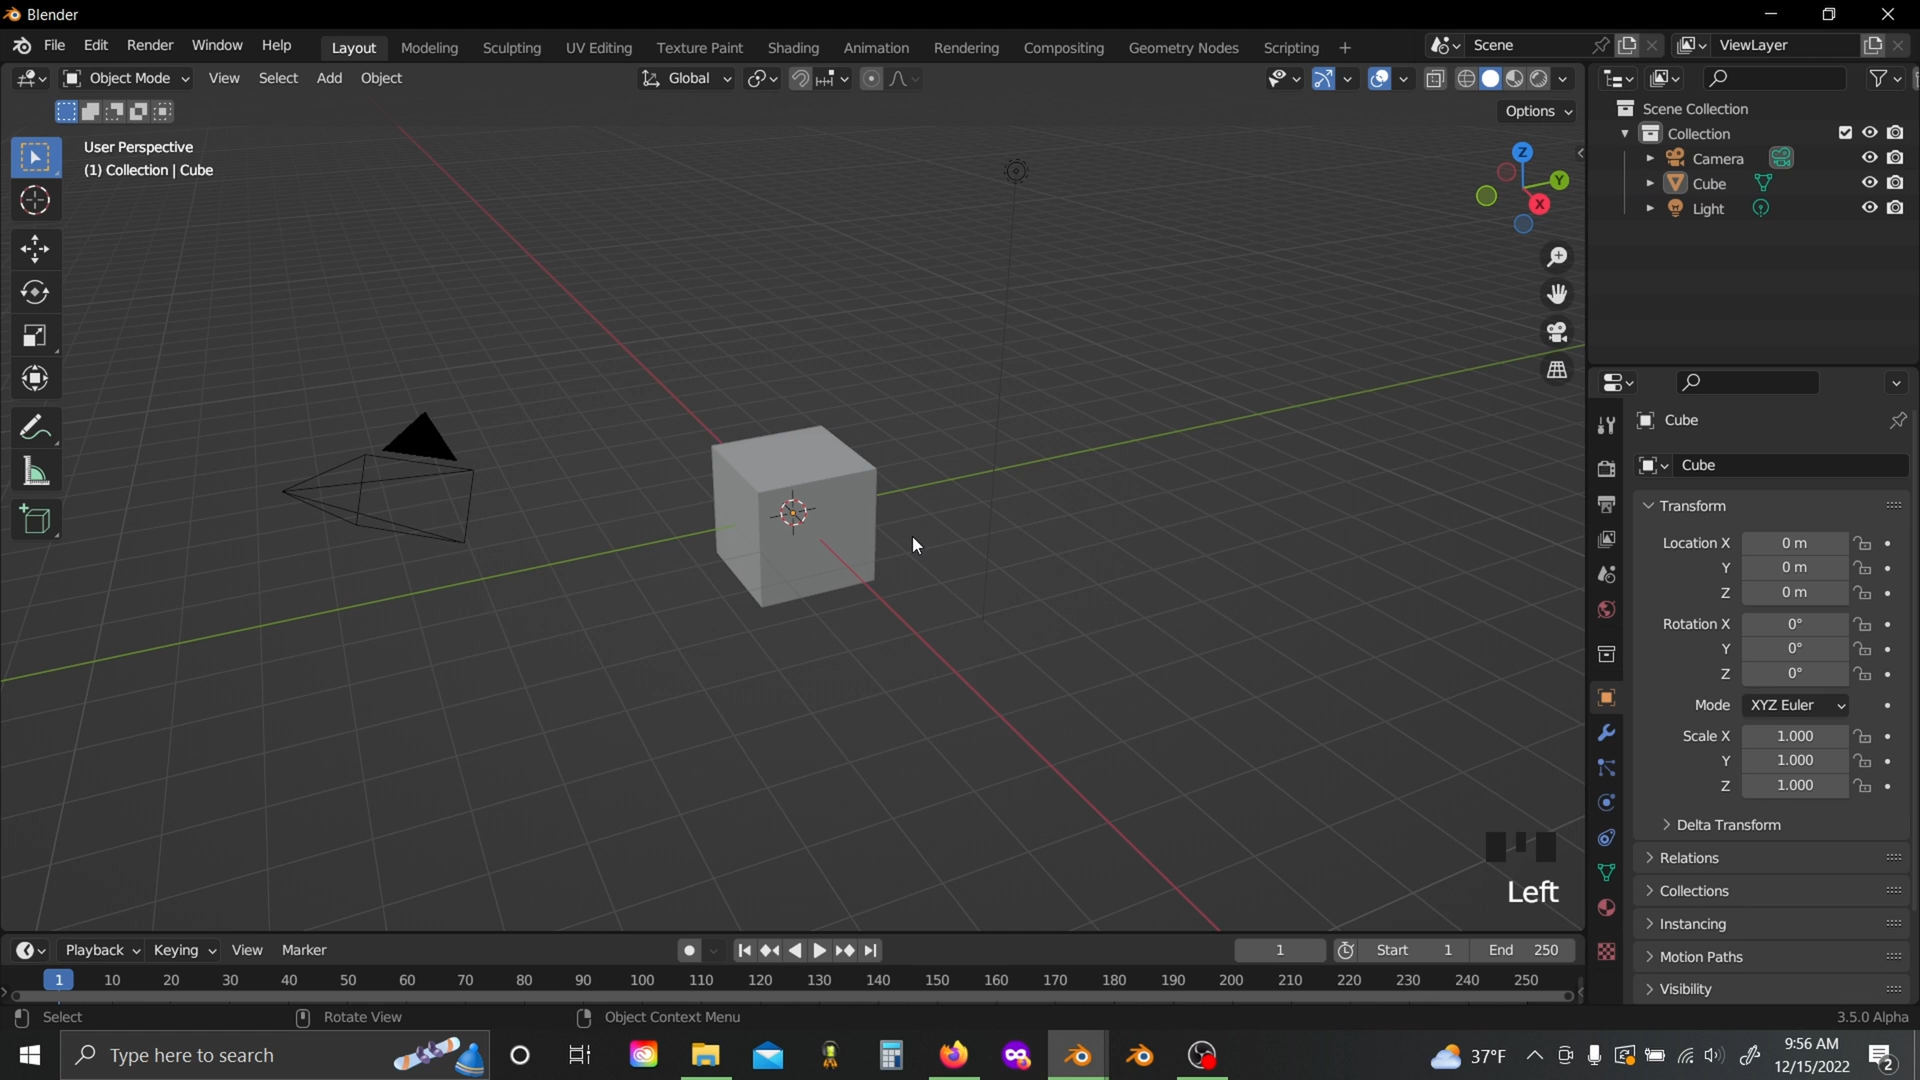 Blender
File Edit Render Window Help Layout Modeling Sculpting UV Editing Texture Paint Shading Animation Rendering Compositing Geometry Nodes Scripting + Scene ViewLayer
Object Mode View Select Add Object Global
Options
User Perspective
(1) Collection | Cube
Z
Y
X
Left
Scene Collection
Collection
Camera
Cube
Light
Cube
Cube
Transform
Location X 0 m
Y 0 m
Z 0 m
Rotation X 0°
Y 0°
Z 0°
Mode XYZ Euler
Scale X 1.000
Y 1.000
Z 1.000
Delta Transform
Relations
Collections
Instancing
Motion Paths
Visibility
Playback Keying View Marker 1 Start 1 End 250
1 10 20 30 40 50 60 70 80 90 100 110 120 130 140 150 160 170 180 190 200 210 220 230 240 250
Select Rotate View Object Context Menu 3.5.0 Alpha
Type here to search 37°F
9:56 AM
12/15/2022
2